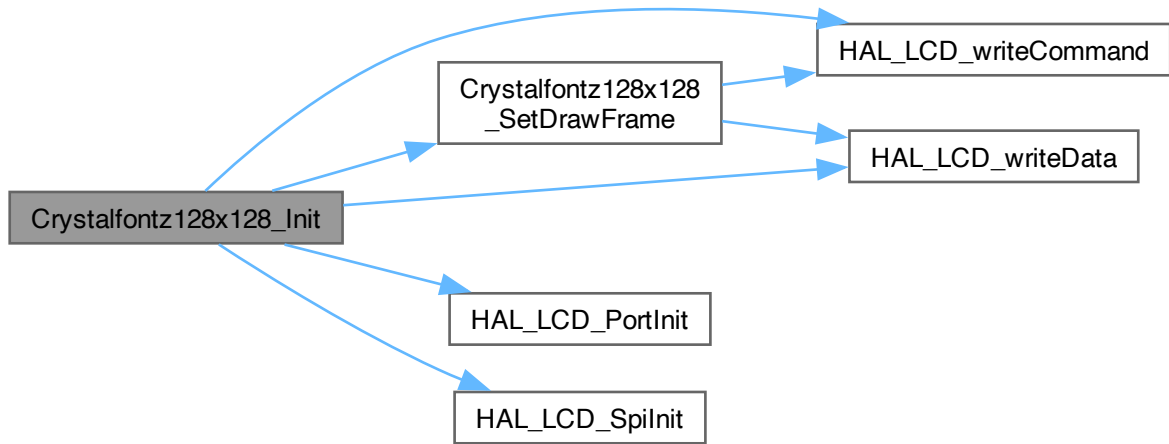 HAL_LCD_writeCommand
Crystalfontz128x128
_SetDrawFrame
HAL_LCD_writeData
Crystalfontz128x128_Init
HAL_LCD_PortInit
HAL_LCD_SpiInit